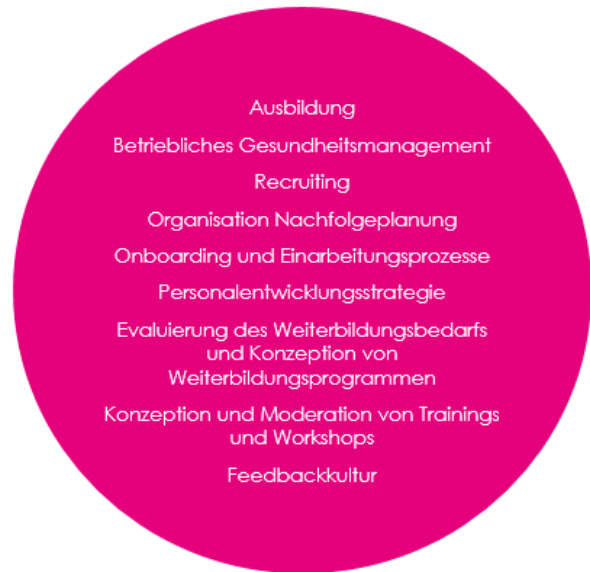 Ausbildung
Betriebliches Gesundheitsmanagement
Recruiting
Organisation Nachfolgeplanung
Onboarding und Einarbeitungsprozesse
Personalentwicklungsstrategie
Evaluierung des Weiterbildungsbedarfs
und Konzeption von
Weiterbildungsprogrammen
Konzeption und Moderation von Trainings
und Workshops
Feedbackkultur